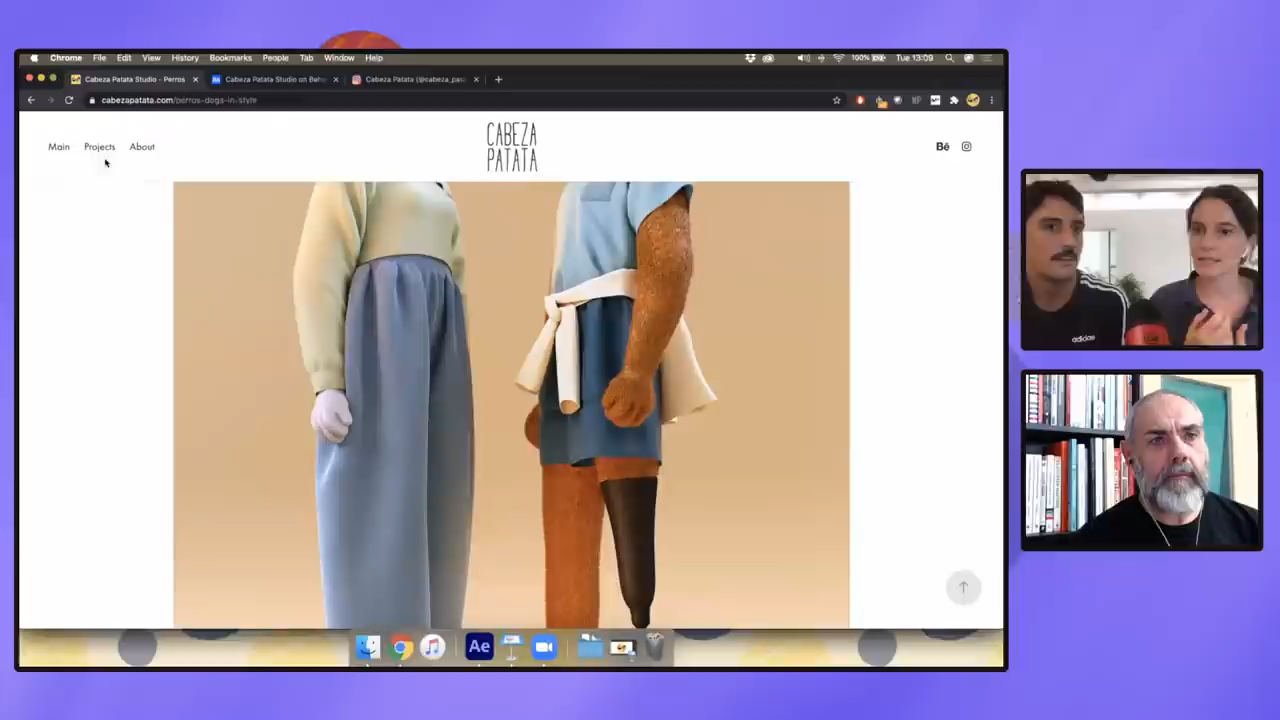 Chrome File Edit View History Bookmarks People Tab Window Help 100% Tue 13:09
Cabeza Patata Studio - Perros
Cabeza Patata Studio on Beh
Cabeza Patata (@cabeza_pata
cabezapatata.com/perros-dogs-in-style
Main Projects About
CABEZA
PATATA
Bē
Ae
adidas